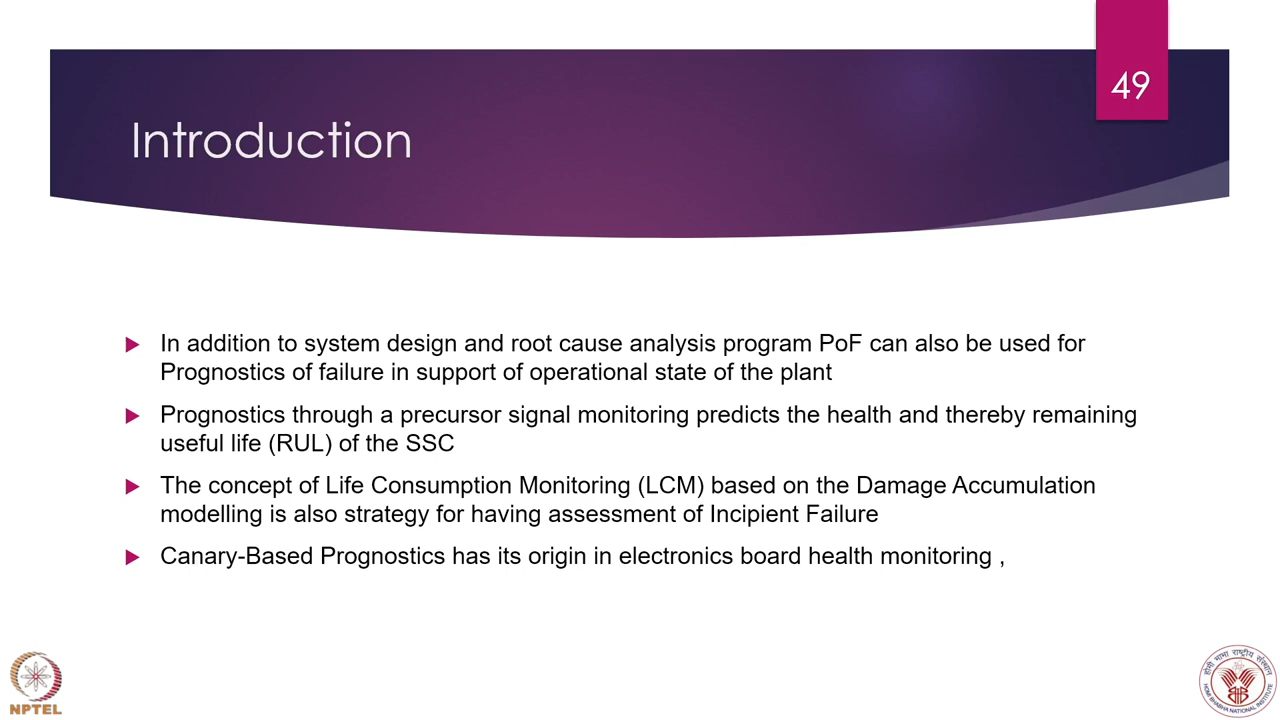 49
Introduction
In addition to system design and root cause analysis program PoF can also be used for
Prognostics of failure in support of operational state of the plant
Prognostics through a precursor signal monitoring predicts the health and thereby remaining
useful life (RUL) of the SSC
The concept of Life Consumption Monitoring (LCM) based on the Damage Accumulation
modelling is also strategy for having assessment of Incipient Failure
Canary-Based Prognostics has its origin in electronics board health monitoring ,
NPTEL
होमी भाभा राष्ट्रीय संस्थान
HOMI BHABHA NATIONAL INSTITUTE